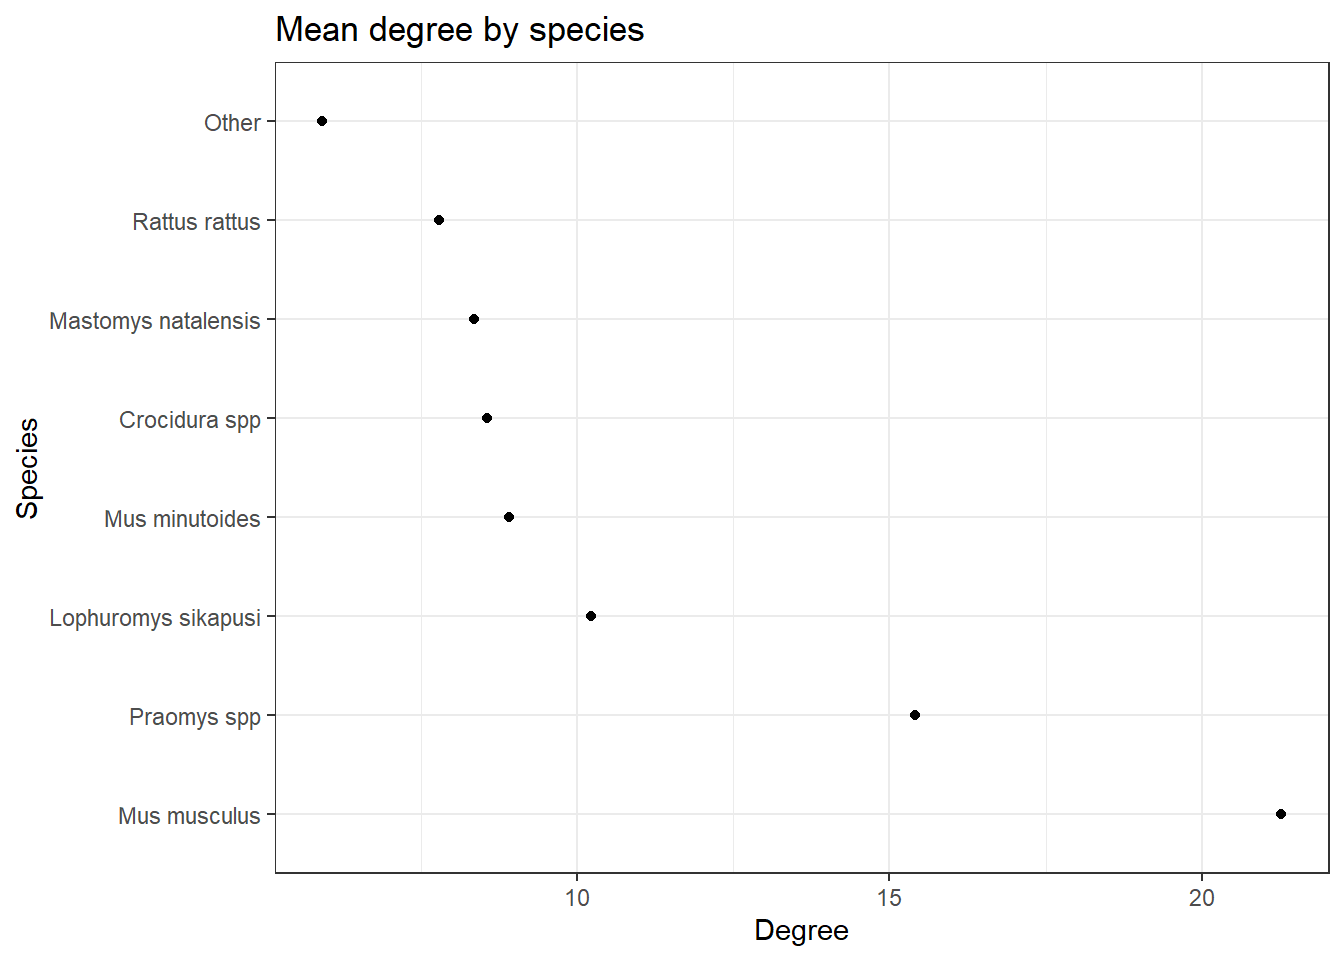 Mean degree by species
Other
Rattus rattus
Mastomys natalensis
Crocidura spp
Mus minutoides
Lophuromys sikapusi
Praomys spp
Mus musculus
Species
10 15 20
Degree